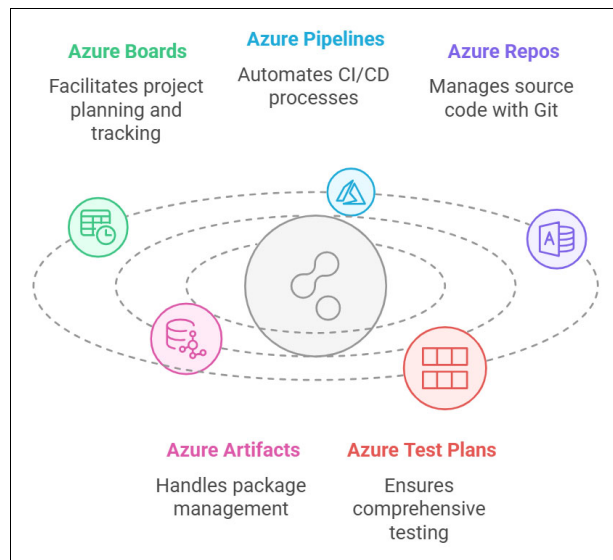 Azure Boards
Facilitates project
planning and
tracking
Azure Pipelines
Automates CI/CD
processes
Azure Repos
Manages source
code with Git
A
Azure Artifacts
Handles package
management
Azure Test Plans
Ensures
comprehensive
testing